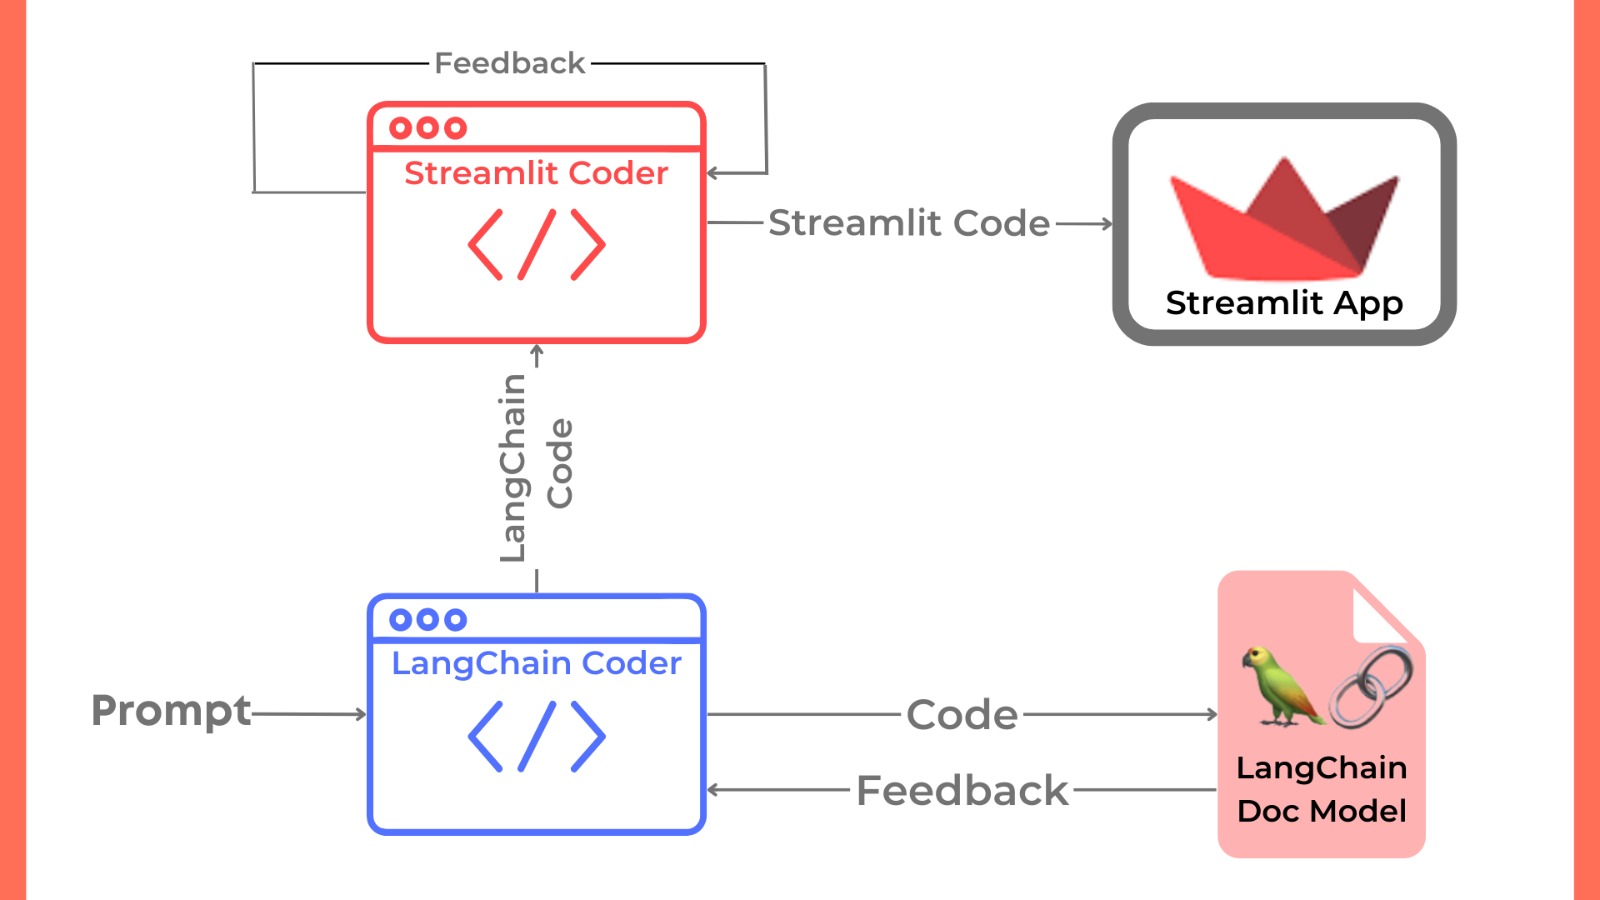 Feedback
Streamlit Coder
Streamlit Code
Streamlit App
LangChain
Code
LangChain Coder
Prompt
Code
Feedback
LangChain
Doc Model